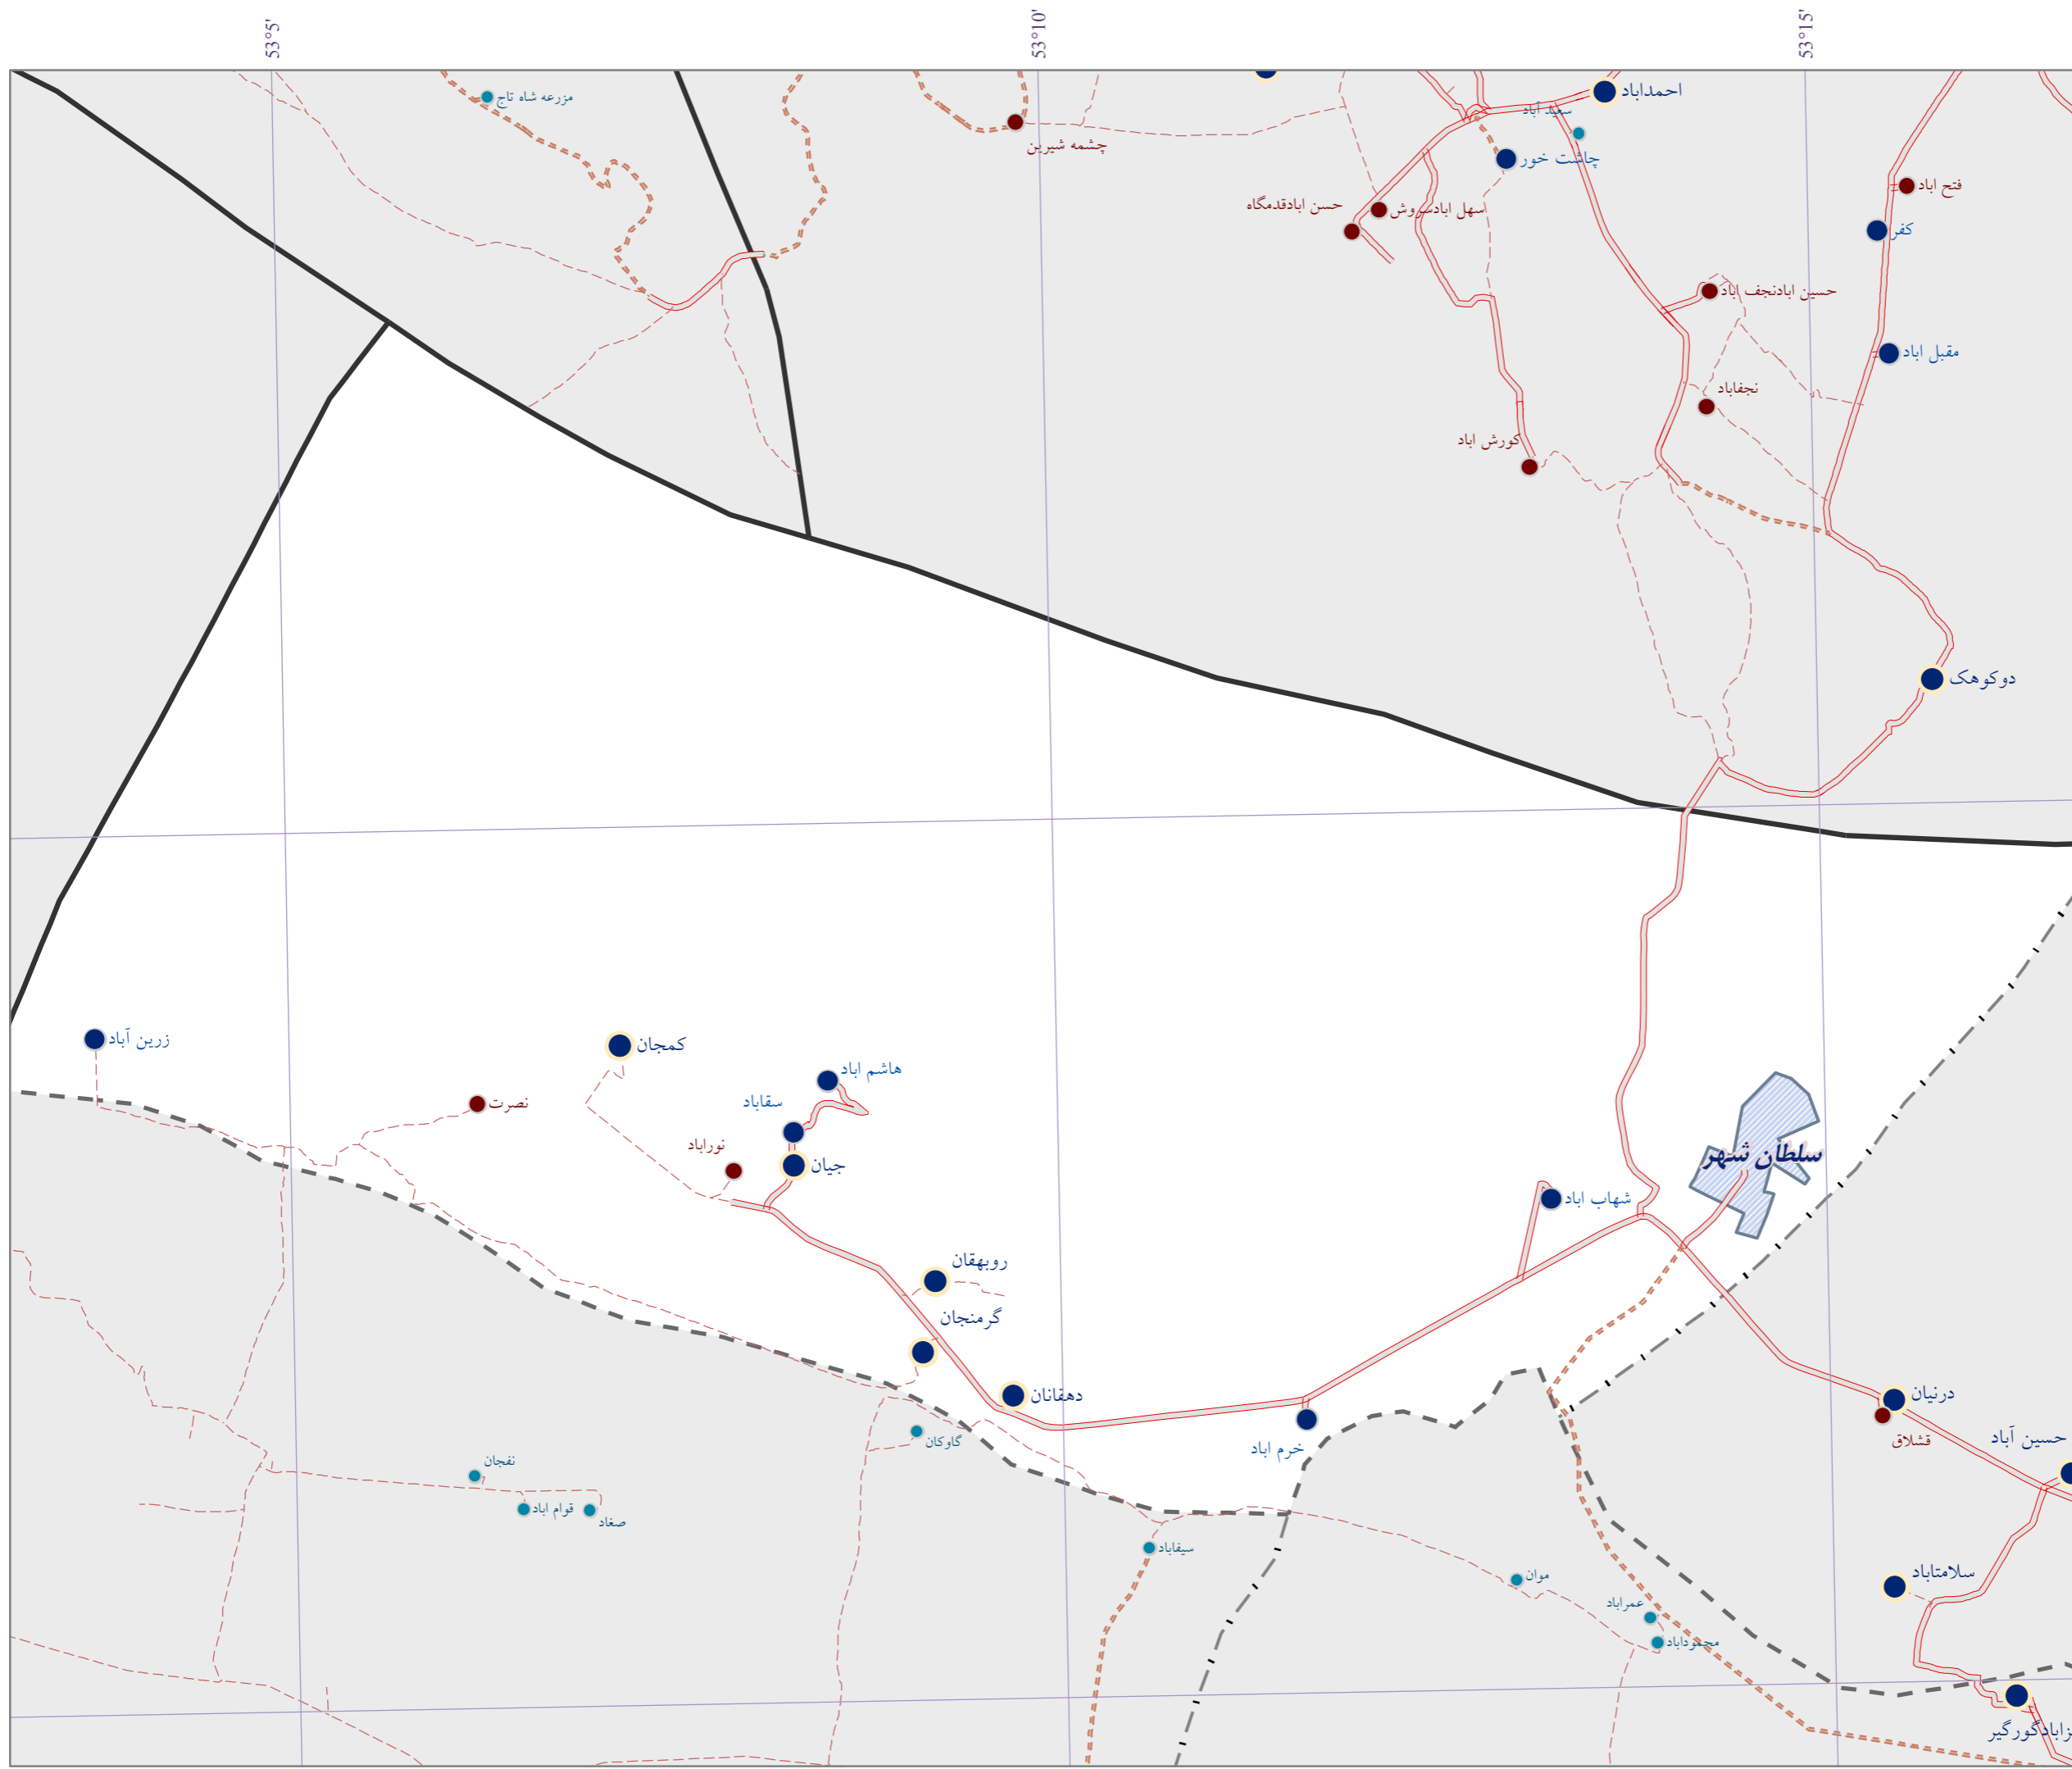 53°5'
53°10'
53°15'
احمداباد
مزرعه شاه تاج
سعید آباد
چشمه شیرین
چاشت خور
فتح اباد
حسن ابادقدمگاه
سهل ابادسروش
کفر
حسین ابادنجف اباد
مقبل اباد
نجفاباد
کورش اباد
دوکوهک
زرین آباد
کمجان
هاشم اباد
سقاباد
نصرت
نوراباد
جیان
سلطان شهر
شهاب اباد
روبهقان
گرمنجان
دهقانان
درنیان
قشلاق
حسین آباد
گاوکان
خرم اباد
نفجان
قوام اباد
صغاد
سیفاباد
موان
سلامتاباد
عمراباد
محموداباد
زابادگورگیر